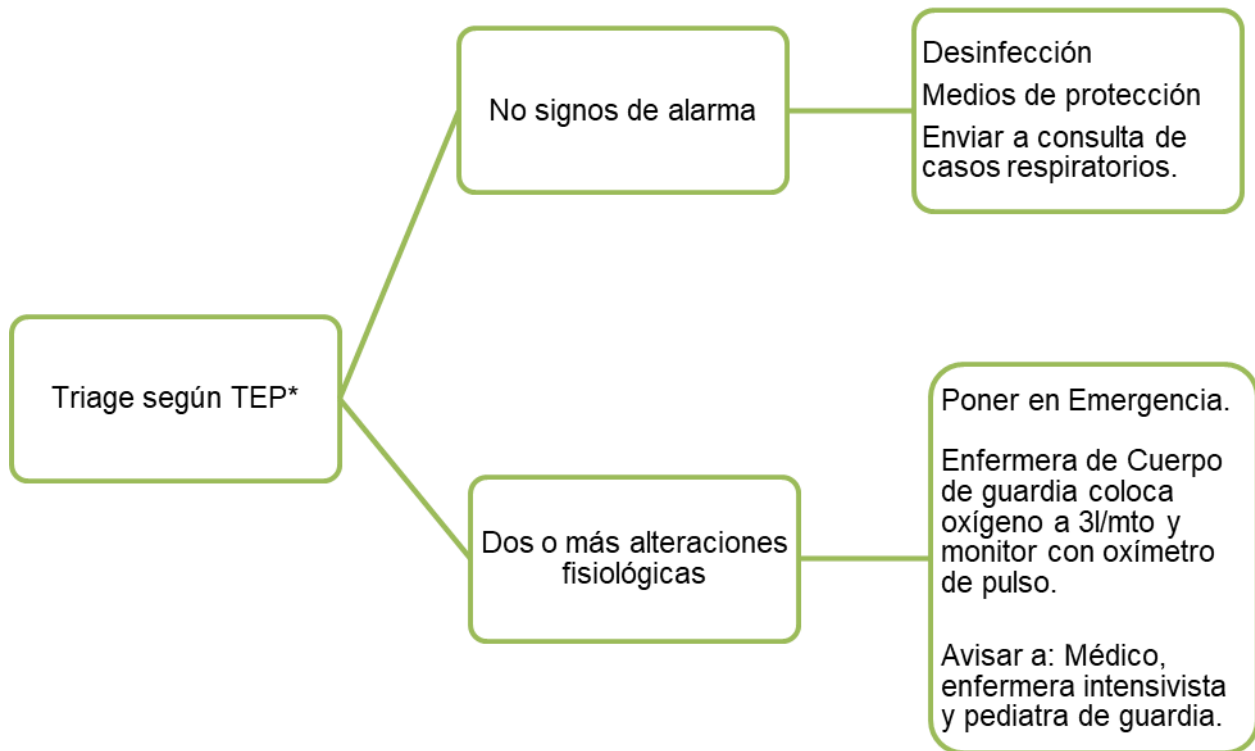 Triage según TEP*
No signos de alarma
Desinfección
Medios de protección
Enviar a consulta de
casos respiratorios.
Dos o más alteraciones
fisiológicas
Poner en Emergencia.
Enfermera de Cuerpo
de guardia coloca
oxígeno a 3l/mto y
monitor con oxímetro
de pulso.
Avisar a: Médico,
enfermera intensivista
y pediatra de guardia.